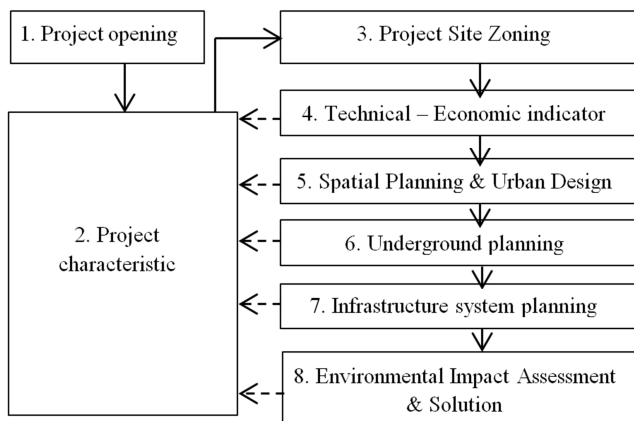 1. Project opening
3. Project Site Zoning
4. Technical – Economic indicator
5. Spatial Planning & Urban Design
2. Project
characteristic
6. Underground planning
7. Infrastructure system planning
8. Environmental Impact Assessment
& Solution